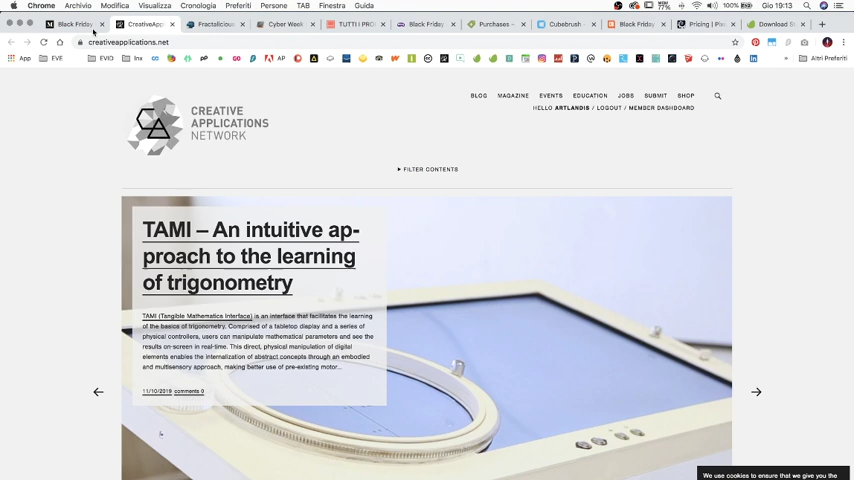 Chrome Archivio Modifica Visualizza Cronologia Preferiti Persone TAB Finestra Guida
77%
100%
Gio 19:13
Black Friday
CreativeAppl
Fractalicious
Cyber Week
TUTTI I PRO
Black Friday
Purchases –
Cubebrush -
Black Friday
Pricing | Pixe
Download S
creativeapplications.net
App
EVE
EVIO
Inx
AP
Altri Preferiti
CREATIVE
APPLICATIONS
NETWORK
BLOG MAGAZINE EVENTS EDUCATION JOBS SUBMIT SHOP
HELLO ARTLANDIS / LOGOUT / MEMBER DASHBOARD
FILTER CONTENTS
TAMI – An intuitive ap-
proach to the learning
of trigonometry
TAMI (Tangible Mathematics Interface) is an interface that facilitates the learning
of the basics of trigonometry. Comprised of a tabletop display and a series of
physical controllers, users can manipulate mathematical parameters and see the
results on-screen in real-time. This direct, physical manipulation of digital
elements enables the internalization of abstract concepts through an embodied
and multisensory approach, making better use of pre-existing motor...
11/10/2019 comments 0
We use cookies to ensure that we give you the